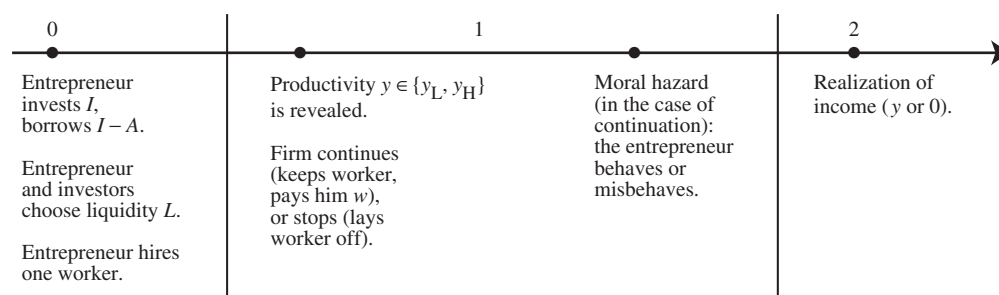 0
1
2
Entrepreneur
invests I,
borrows I – A.
Entrepreneur
and investors
choose liquidity L.
Entrepreneur hires
one worker.
Productivity y ∈ {y_L, y_H}
is revealed.
Firm continues
(keeps worker,
pays him w),
or stops (lays
worker off).
Moral hazard
(in the case of
continuation):
the entrepreneur
behaves or
misbehaves.
Realization of
income (y or 0).